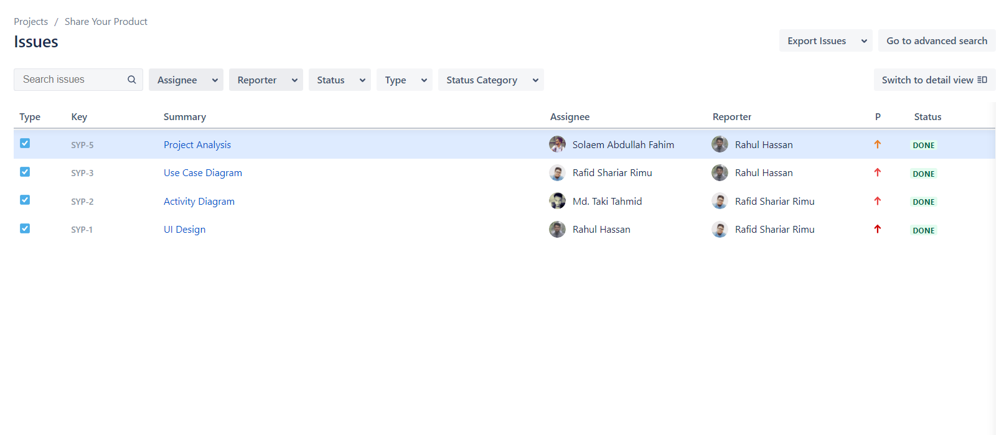 Projects / Share Your Product
Issues
Export Issues
Go to advanced search
Search issues
Assignee
Reporter
Status
Type
Status Category
Switch to detail view
Type Key Summary Assignee Reporter P Status
SYP-5 Project Analysis Solaem Abdullah Fahim Rahul Hassan DONE
SYP-3 Use Case Diagram Rafid Shariar Rimu Rahul Hassan DONE
SYP-2 Activity Diagram Md. Taki Tahmid Rafid Shariar Rimu DONE
SYP-1 UI Design Rahul Hassan Rafid Shariar Rimu DONE